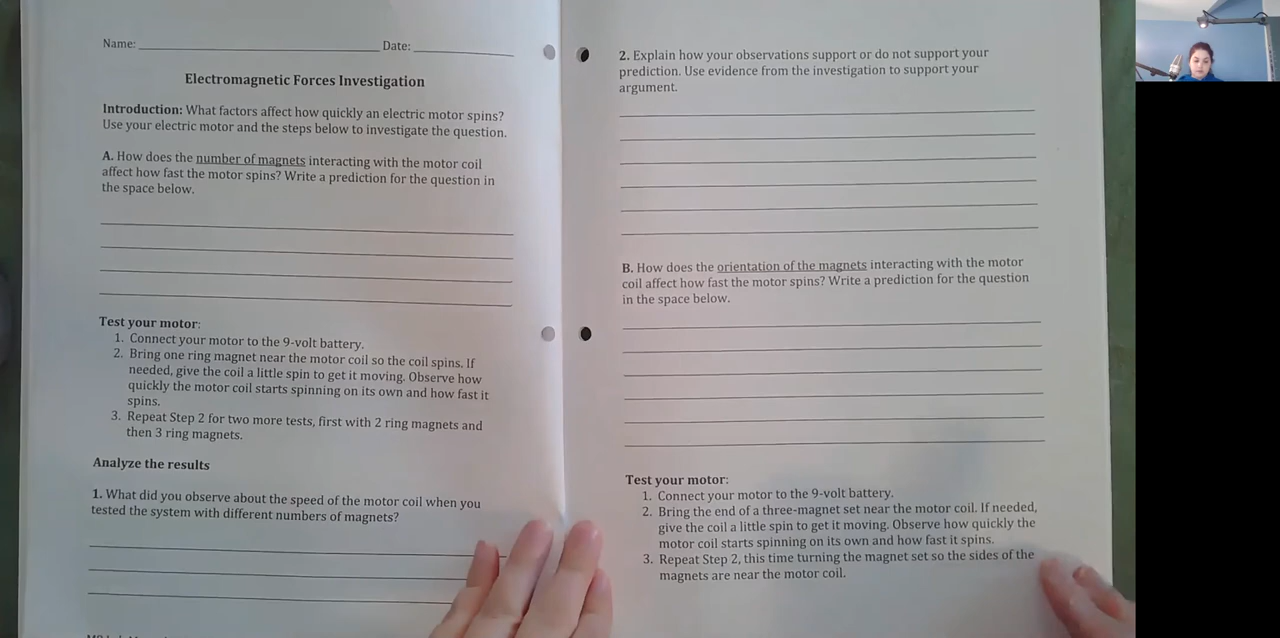 Name: Date:
Electromagnetic Forces Investigation
Introduction: What factors affect how quickly an electric motor spins?
Use your electric motor and the steps below to investigate the question.
A. How does the number of magnets interacting with the motor coil
affect how fast the motor spins? Write a prediction for the question in
the space below.
Test your motor:
1. Connect your motor to the 9-volt battery.
2. Bring one ring magnet near the motor coil so the coil spins. If
needed, give the coil a little spin to get it moving. Observe how
quickly the motor coil starts spinning on its own and how fast it
spins.
3. Repeat Step 2 for two more tests, first with 2 ring magnets and
then 3 ring magnets.
Analyze the results
1. What did you observe about the speed of the motor coil when you
tested the system with different numbers of magnets?
2. Explain how your observations support or do not support your
prediction. Use evidence from the investigation to support your
argument.
B. How does the orientation of the magnets interacting with the motor
coil affect how fast the motor spins? Write a prediction for the question
in the space below.
Test your motor:
1. Connect your motor to the 9-volt battery.
2. Bring the end of a three-magnet set near the motor coil. If needed,
give the coil a little spin to get it moving. Observe how quickly the
motor coil starts spinning on its own and how fast it spins.
3. Repeat Step 2, this time turning the magnet set so the sides of the
magnets are near the motor coil.